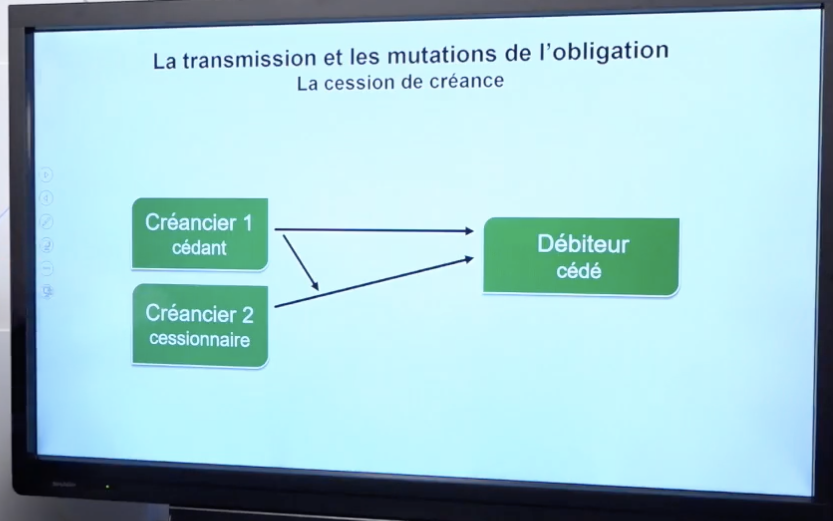 La transmission et les mutations de l'obligation
La cession de créance
Créancier 1
cédant
Débiteur
cédé
Créancier 2
cessionnaire